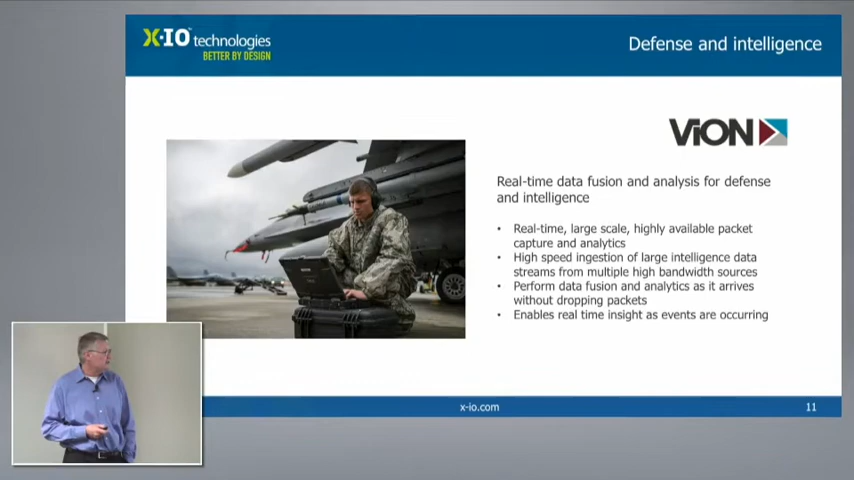 X-IO technologies
BETTER BY DESIGN
Defense and intelligence
ViON
Real-time data fusion and analysis for defense
and intelligence
• Real-time, large scale, highly available packet
capture and analytics
• High speed ingestion of large intelligence data
streams from multiple high bandwidth sources
• Perform data fusion and analytics as it arrives
without dropping packets
• Enables real time insight as events are occurring
x-io.com
11